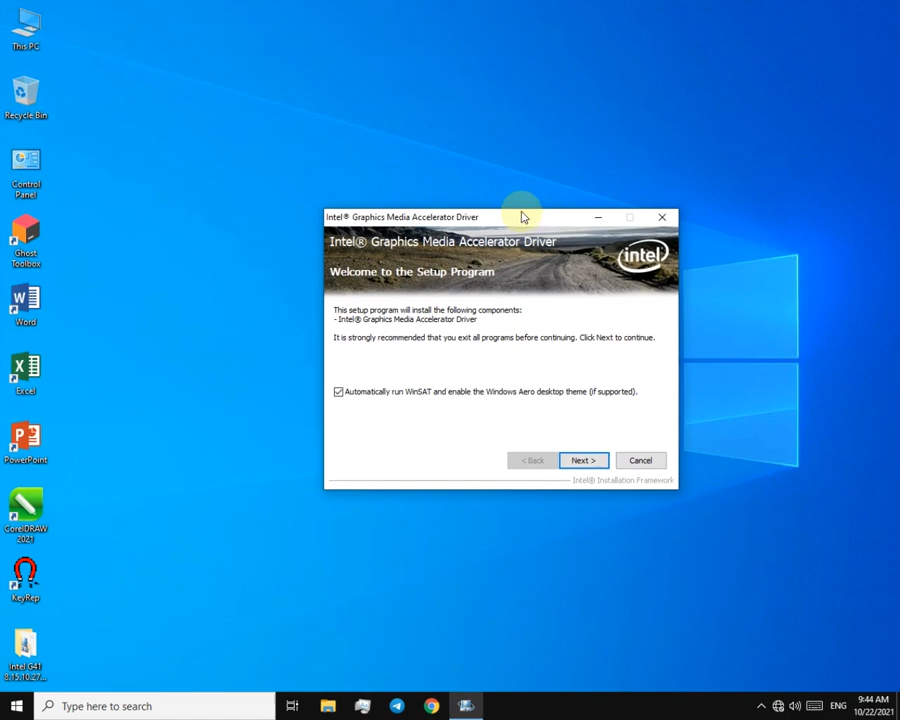 This PC
Recycle Bin
Control
Panel
Ghost
Toolbox
Word
Excel
PowerPoint
CorelDRAW
2021
KeyRep
Intel G41
8.15.10.27...
Intel® Graphics Media Accelerator Driver
Intel® Graphics Media Accelerator Driver
Welcome to the Setup Program
intel
This setup program will install the following components:
- Intel® Graphics Media Accelerator Driver
It is strongly recommended that you exit all programs before continuing. Click Next to continue.
Automatically run WinSAT and enable the Windows Aero desktop theme (if supported).
< Back
Next >
Cancel
Intel® Installation Framework
Type here to search
ENG
9:44 AM
10/22/2021